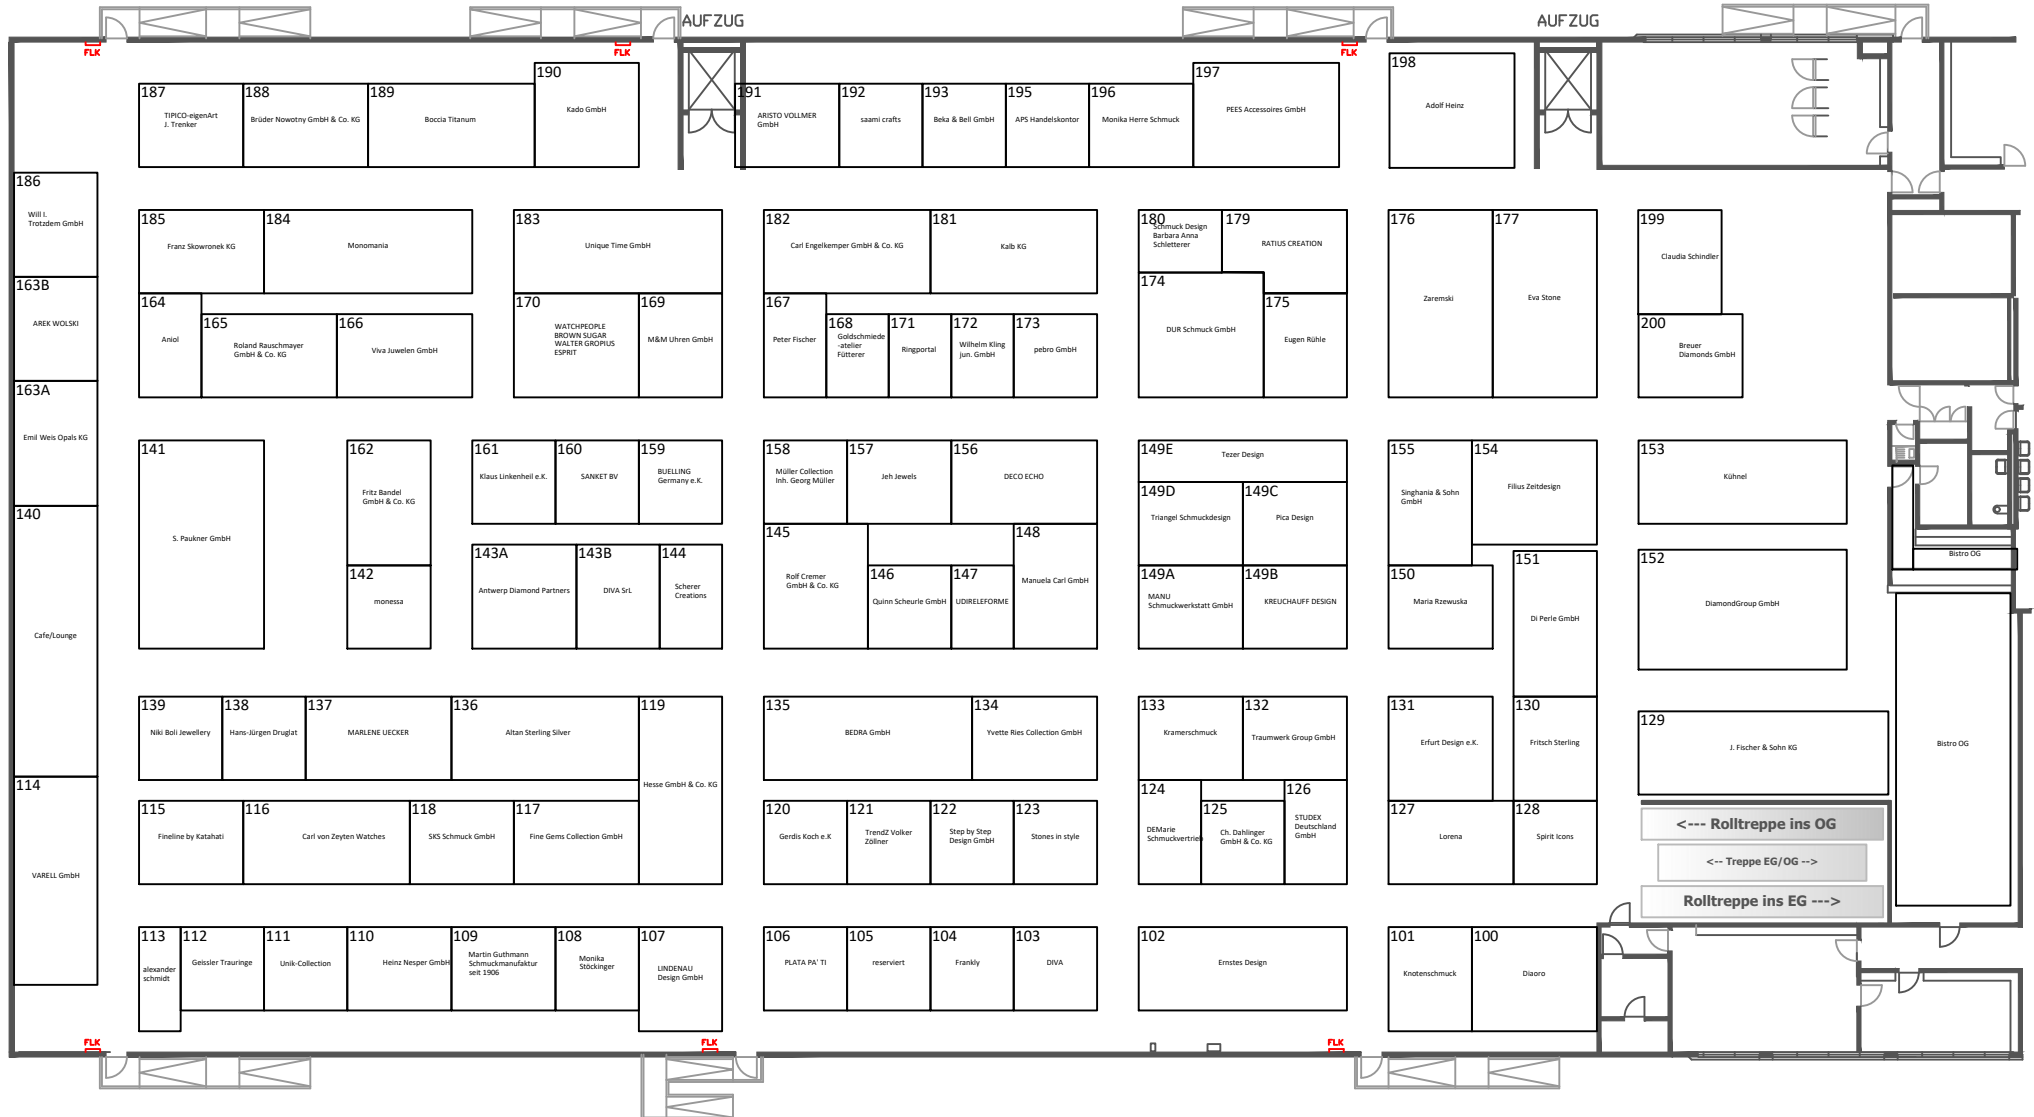 AUFZUG
AUFZUG
FLK
FLK
FLK
187
TIPICO-eigenArt
J. Trenker
188
Brüder Nowotny GmbH & Co. KG
189
Boccia Titanum
190
Kado GmbH
191
ARISTO VOLLMER
GmbH
192
saami crafts
193
Beka & Bell GmbH
195
APS Handelskontor
196
Monika Herre Schmuck
197
PEES Accessoires GmbH
198
Adolf Heinz
186
Will I.
Trotzdem GmbH
185
Franz Skowronek KG
184
Monomania
183
Unique Time GmbH
182
Carl Engelkemper GmbH & Co. KG
181
Kalb KG
180
Schmuck Design
Barbara Anna
Schletterer
179
RATIUS CREATION
176
Zaremski
177
Eva Stone
199
Claudia Schindler
163B
AREK WOLSKI
164
Aniol
165
Roland Rauschmayer
GmbH & Co. KG
166
Viva Juwelen GmbH
170
WATCHPEOPLE
BROWN SUGAR
WALTER GROPIUS
ESPRIT
169
M&M Uhren GmbH
167
Peter Fischer
168
Goldschmiede
-atelier
Fütterer
171
Ringportal
172
Wilhelm Kling
jun. GmbH
173
pebro GmbH
174
DUR Schmuck GmbH
175
Eugen Rühle
200
Breuer
Diamonds GmbH
163A
Emil Weis Opals KG
141
S. Paukner GmbH
162
Fritz Bandel
GmbH & Co. KG
161
Klaus Linkenheil e.K.
160
SANKET BV
159
BUELLING
Germany e.K.
158
Müller Collection
Inh. Georg Müller
157
Jeh Jewels
156
DECO ECHO
149E
Tezer Design
149D
Triangel Schmuckdesign
149C
Pica Design
155
Singhania & Sohn
GmbH
154
Filius Zeitdesign
153
Kühnel
140
Cafe/Lounge
142
monessa
143A
Antwerp Diamond Partners
143B
DIVA SrL
144
Scherer
Creations
145
Rolf Cremer
GmbH & Co. KG
146
Quinn Scheurle GmbH
147
UDIRELEFORME
148
Manuela Carl GmbH
149A
MANU
Schmuckwerkstatt GmbH
149B
KREUCHAUFF DESIGN
150
Maria Rzewuska
151
Di Perle GmbH
152
DiamondGroup GmbH
Bistro OG
139
Niki Boli Jewellery
138
Hans-Jürgen Druglat
137
MARLENE UECKER
136
Altan Sterling Silver
119
Hesse GmbH & Co. KG
135
BEDRA GmbH
134
Yvette Ries Collection GmbH
133
Kramerschmuck
132
Traumwerk Group GmbH
131
Erfurt Design e.K.
130
Fritsch Sterling
129
J. Fischer & Sohn KG
Bistro OG
114
VARELL GmbH
115
Fineline by Katahati
116
Carl von Zeyten Watches
118
SKS Schmuck GmbH
117
Fine Gems Collection GmbH
120
Gerdis Koch e.K
121
TrendZ Volker
Zöllner
122
Step by Step
Design GmbH
123
Stones in style
124
DEMarie
Schmuckvertrieb
125
Ch. Dahlinger
GmbH & Co. KG
126
STUDEX
Deutschland
GmbH
127
Lorena
128
Spirit Icons
<--- Rolltreppe ins OG
<-- Treppe EG/OG -->
Rolltreppe ins EG --->
113
alexander
schmidt
112
Geissler Trauringe
111
Unik-Collection
110
Heinz Nesper GmbH
109
Martin Guthmann
Schmuckmanufaktur
seit 1906
108
Monika
Stöckinger
107
LINDENAU
Design GmbH
106
PLATA PA' TI
105
reserviert
104
Frankly
103
DIVA
102
Ernstes Design
101
Knotenschmuck
100
Diaoro
FLK
FLK
FLK